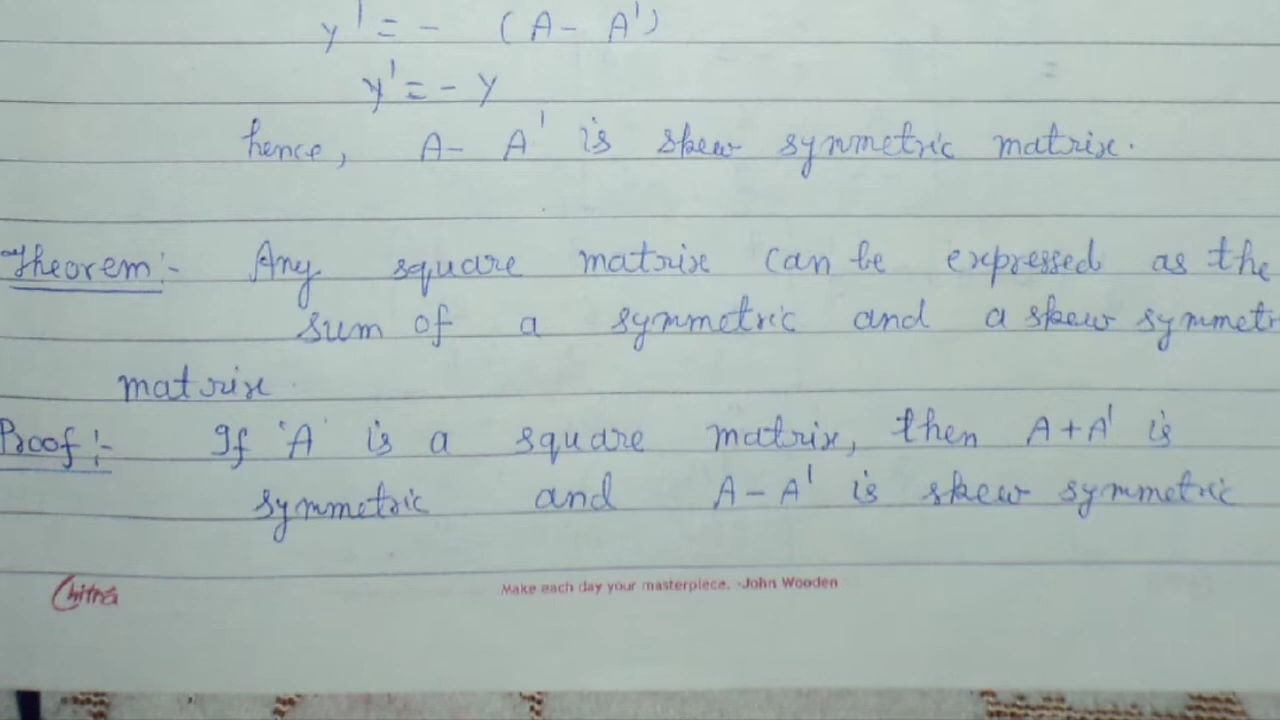 y' = - (A - A')
y' = - y
hence, A - A' is skew symmetric matrix.
Theorem:- Any square matrix can be expressed as the
sum of a symmetric and a skew symmetr
matrix.
Proof:- If 'A' is a square matrix, then A+A' is
symmetric and A-A' is skew symmetric
Chitra
Make each day your masterpiece. -John Wooden